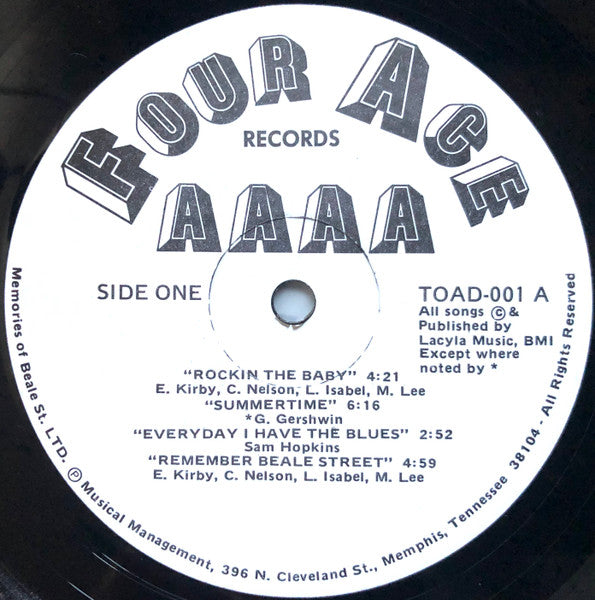 FOUR ACE
RECORDS
AAAA
SIDE ONE
TOAD-001 A
All songs © &
Published by
Lacyla Music, BMI
Except where
noted by *
"ROCKIN THE BABY" 4:21
E. Kirby, C. Nelson, L. Isabel, M. Lee
"SUMMERTIME" 6:16
*G. Gershwin
"EVERYDAY I HAVE THE BLUES" 2:52
Sam Hopkins
"REMEMBER BEALE STREET" 4:59
E. Kirby, C. Nelson, L. Isabel, M. Lee
Memories of Beale St. LTD. ℗ Musical Management, 396 N. Cleveland St., Memphis, Tennessee 38104 - All Rights Reserved